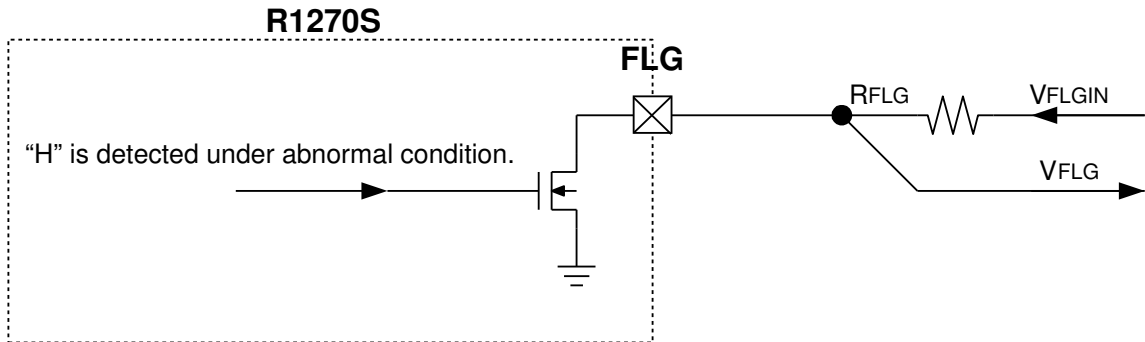 R1270S
FLG
RFLG
VFLGIN
“H” is detected under abnormal condition.
VFLG